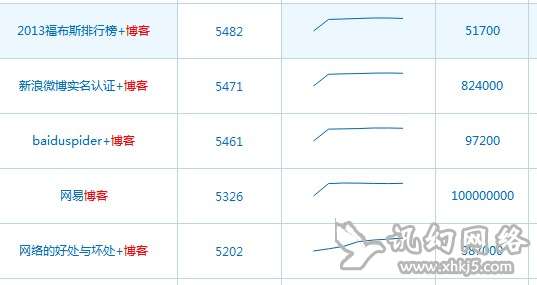 2013福布斯排行榜+博客 5482 51700
新浪微博实名认证+博客 5471 824000
baiduspider+博客 5461 97200
网易博客 5326 100000000
网络的好处与坏处+博客 5202 387000
讯幻网络
www.xhkj5.com